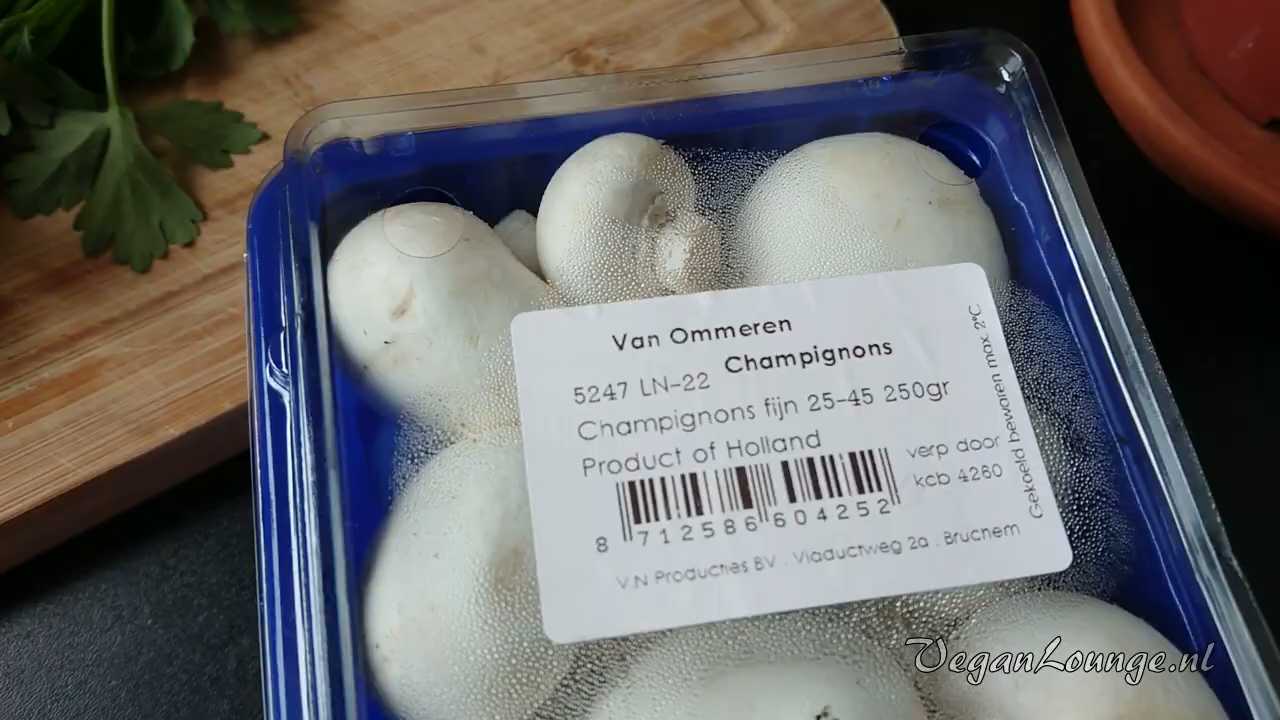 Van Ommeren
Champignons
5247 LN-22
Champignons fijn 25-45 250gr
Product of Holland
verp door
kcb 4260
8 712586 604252
V.N Producties BV . Viaductweg 2a . Bruchem
Gekoeld bewaren max. 2°C
VeganLounge.nl